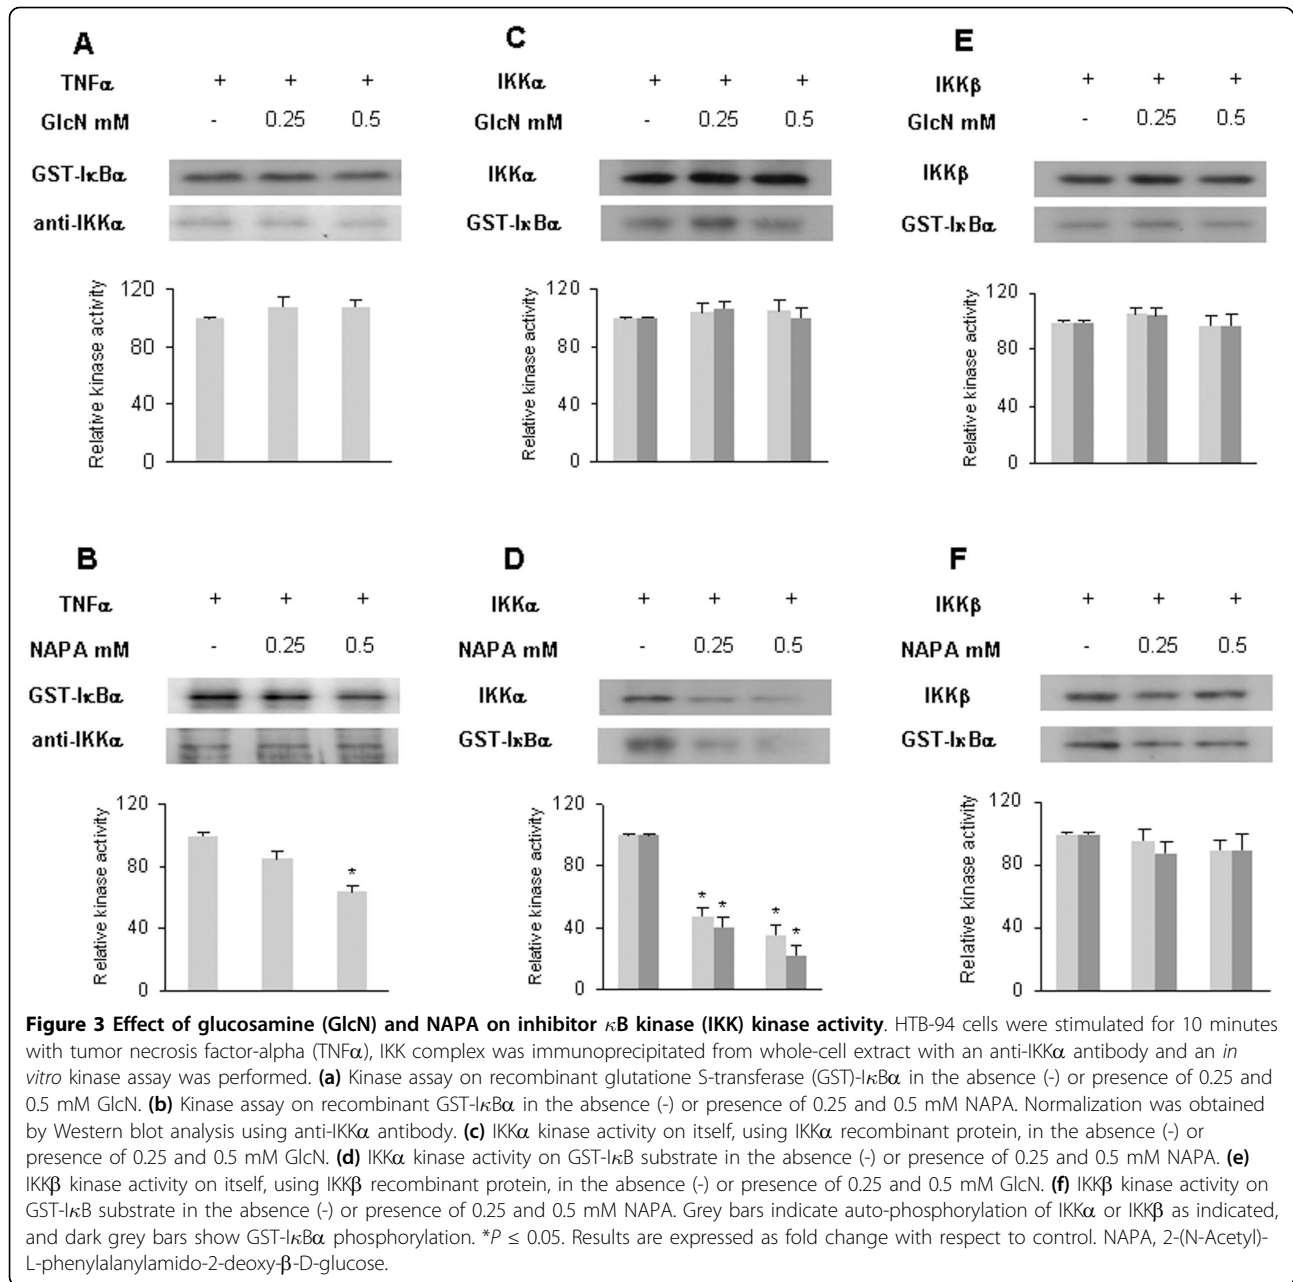 A
TNFα + + +
GlcN mM - 0.25 0.5
GST-IκBα
anti-IKKα
Relative kinase activity
120
80
40
0
C
IKKα + + +
GlcN mM - 0.25 0.5
IKKα
GST-IκBα
Relative kinase activity
120
80
40
0
E
IKKβ + + +
GlcN mM - 0.25 0.5
IKKβ
GST-IκBα
Relative kinase activity
120
80
40
0
B
TNFα + + +
NAPA mM - 0.25 0.5
GST-IκBα
anti-IKKα
Relative kinase activity
120
80
40
0
*
D
IKKα + + +
NAPA mM - 0.25 0.5
IKKα
GST-IκBα
Relative kinase activity
120
80
40
0
* * * *
F
IKKβ + + +
NAPA mM - 0.25 0.5
IKKβ
GST-IκBα
Relative kinase activity
120
80
40
0
Figure 3 Effect of glucosamine (GlcN) and NAPA on inhibitor κB kinase (IKK) kinase activity. HTB-94 cells were stimulated for 10 minutes
with tumor necrosis factor-alpha (TNFα), IKK complex was immunoprecipitated from whole-cell extract with an anti-IKKα antibody and an in
vitro kinase assay was performed. (a) Kinase assay on recombinant glutatione S-transferase (GST)-IκBα in the absence (-) or presence of 0.25 and
0.5 mM GlcN. (b) Kinase assay on recombinant GST-IκBα in the absence (-) or presence of 0.25 and 0.5 mM NAPA. Normalization was obtained
by Western blot analysis using anti-IKKα antibody. (c) IKKα kinase activity on itself, using IKKα recombinant protein, in the absence (-) or
presence of 0.25 and 0.5 mM GlcN. (d) IKKα kinase activity on GST-IκB substrate in the absence (-) or presence of 0.25 and 0.5 mM NAPA. (e)
IKKβ kinase activity on itself, using IKKβ recombinant protein, in the absence (-) or presence of 0.25 and 0.5 mM GlcN. (f) IKKβ kinase activity on
GST-IκB substrate in the absence (-) or presence of 0.25 and 0.5 mM NAPA. Grey bars indicate auto-phosphorylation of IKKα or IKKβ as indicated,
and dark grey bars show GST-IκBα phosphorylation. *P ≤ 0.05. Results are expressed as fold change with respect to control. NAPA, 2-(N-Acetyl)-
L-phenylalanylamido-2-deoxy-β-D-glucose.